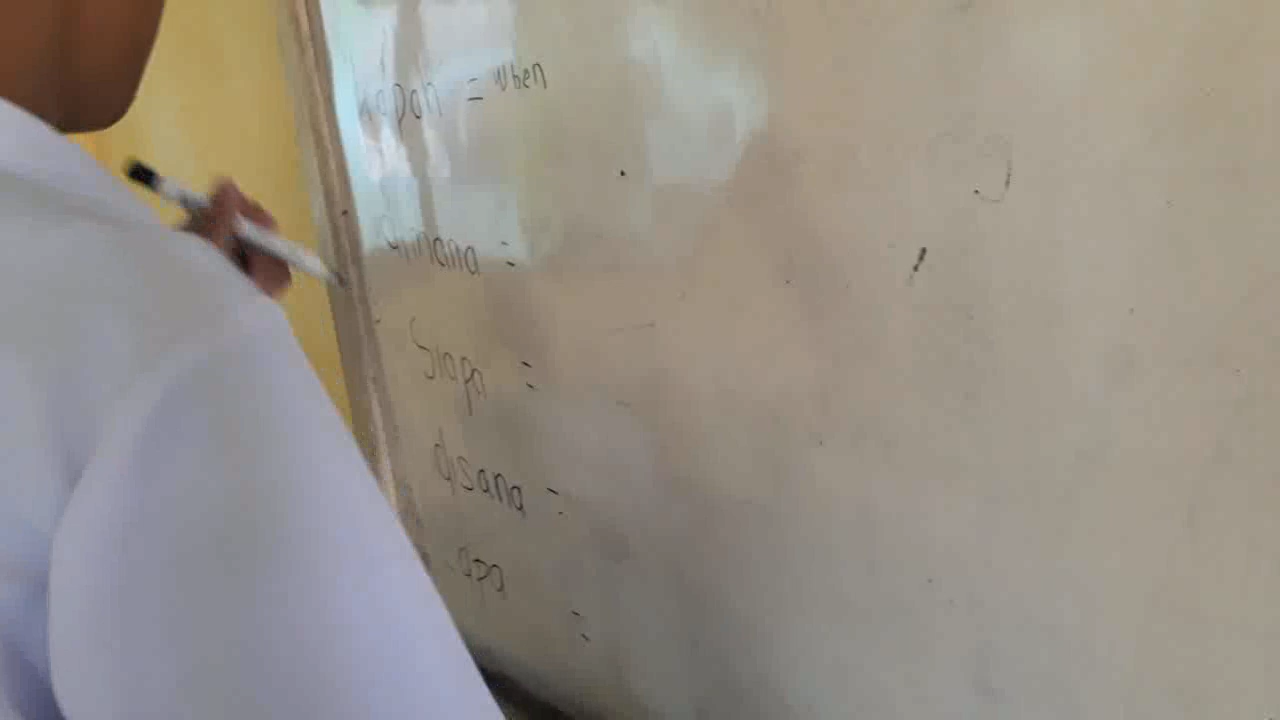 kapan = when
dimana =
Siapa =
disana =
apa =